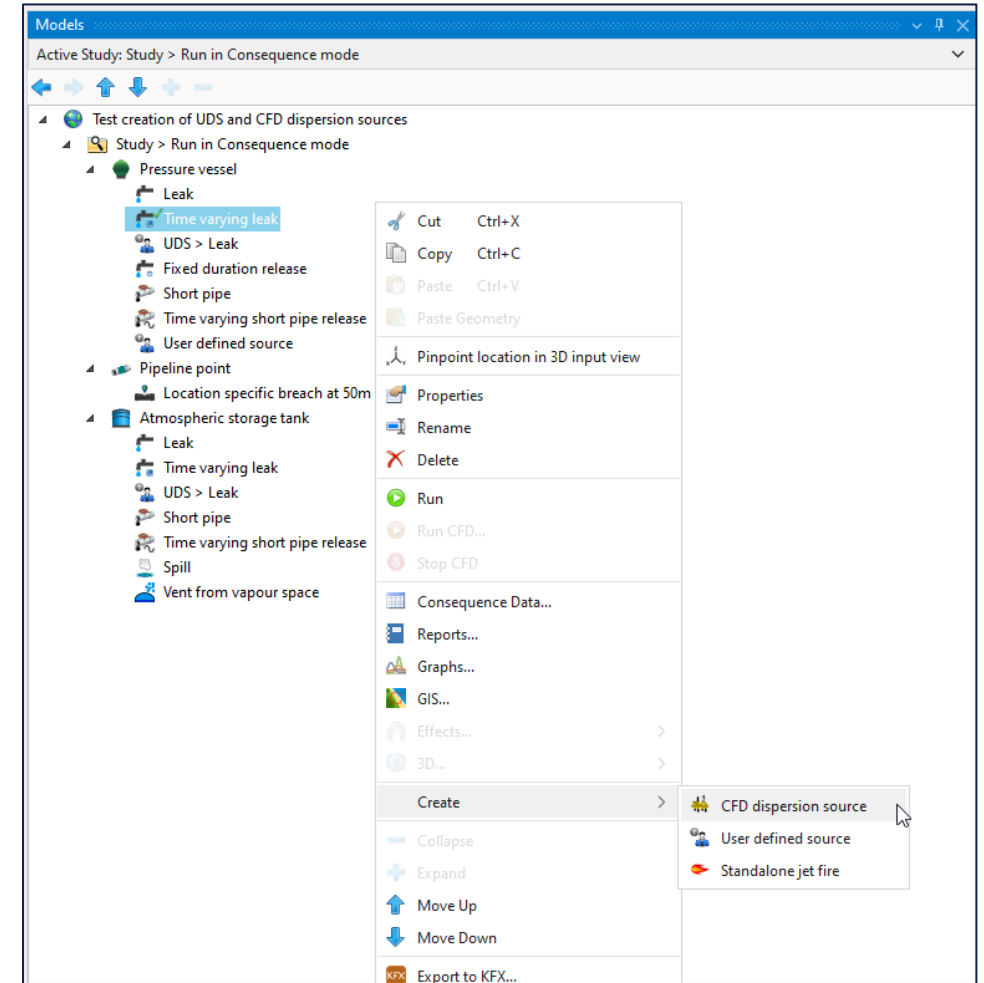 Models
Active Study: Study > Run in Consequence mode
Test creation of UDS and CFD dispersion sources
Study > Run in Consequence mode
Pressure vessel
Leak
Time varying leak
UDS > Leak
Fixed duration release
Short pipe
Time varying short pipe release
User defined source
Pipeline point
Location specific breach at 50m
Atmospheric storage tank
Leak
Time varying leak
UDS > Leak
Short pipe
Time varying short pipe release
Spill
Vent from vapour space
Cut Ctrl+X
Copy Ctrl+C
Paste Ctrl+V
Paste Geometry
Pinpoint location in 3D input view
Properties
Rename
Delete
Run
Run CFD...
Stop CFD
Consequence Data...
Reports...
Graphs...
GIS...
Effects...
3D...
Create
Collapse
Expand
Move Up
Move Down
KFX Export to KFX...
CFD dispersion source
User defined source
Standalone jet fire